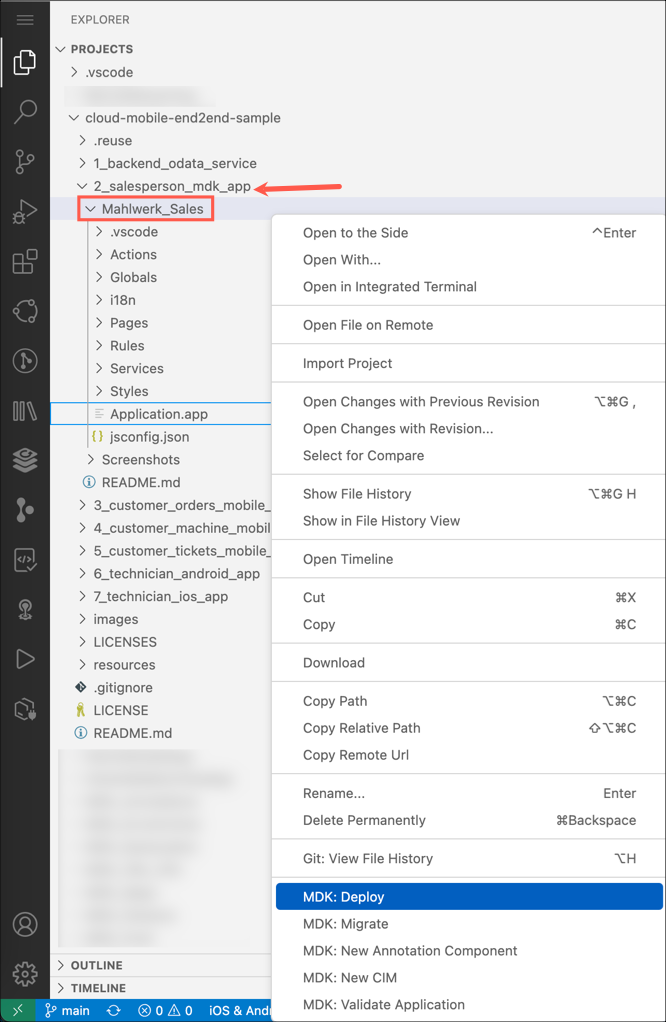 EXPLORER
PROJECTS
.vscode
cloud-mobile-end2end-sample
.reuse
1_backend_odata_service
2_salesperson_mdk_app
Mahlwerk_Sales
.vscode
Actions
Globals
i18n
Pages
Rules
Services
Styles
Application.app
{} jsconfig.json
Screenshots
README.md
3_customer_orders_mobile_
4_customer_machine_mobil
5_customer_tickets_mobile_
6_technician_android_app
7_technician_ios_app
images
LICENSES
resources
.gitignore
LICENSE
README.md
OUTLINE
TIMELINE
main 0 0 iOS & And
Open to the Side ^Enter
Open With...
Open in Integrated Terminal
Open File on Remote
Import Project
Open Changes with Previous Revision ⌥⌘G ,
Open Changes with Revision...
Select for Compare
Show File History ⌥⌘G H
Show in File History View
Open Timeline
Cut ⌘X
Copy ⌘C
Download
Copy Path ⌥⌘C
Copy Relative Path ⇧⌥⌘C
Copy Remote Url
Rename... Enter
Delete Permanently ⌘Backspace
Git: View File History ⌥H
MDK: Deploy
MDK: Migrate
MDK: New Annotation Component
MDK: New CIM
MDK: Validate Application